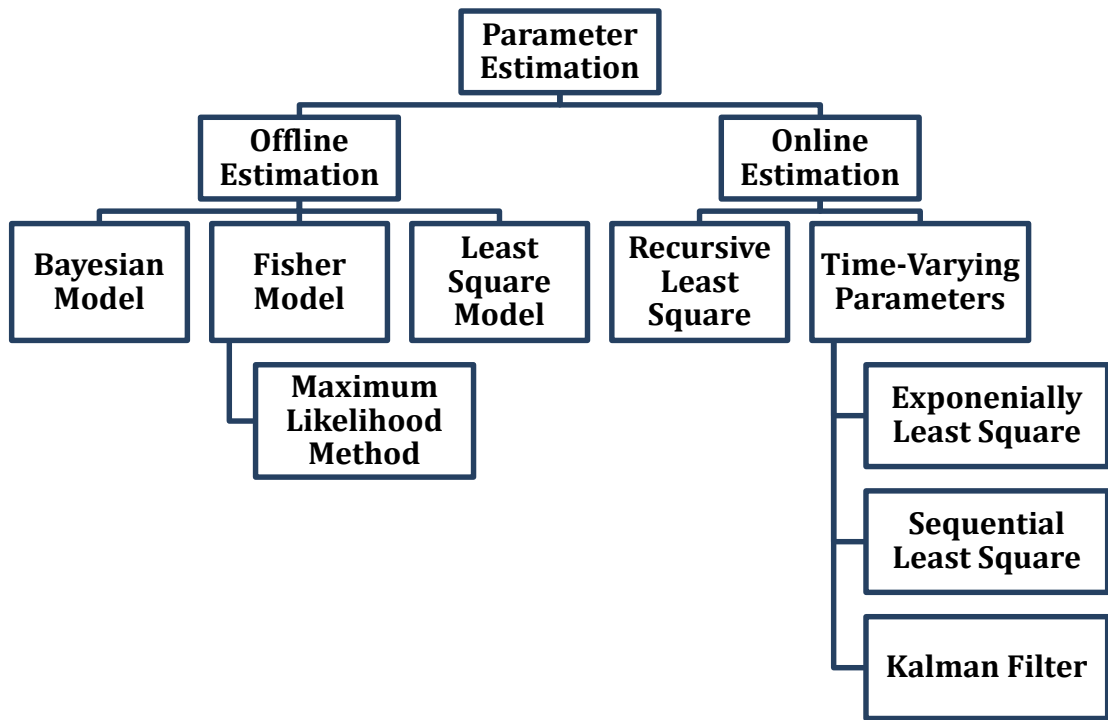 Parameter
Estimation
Offline
Estimation
Online
Estimation
Bayesian
Model
Fisher
Model
Least
Square
Model
Recursive
Least
Square
Time-Varying
Parameters
Maximum
Likelihood
Method
Exponenially
Least Square
Sequential
Least Square
Kalman Filter